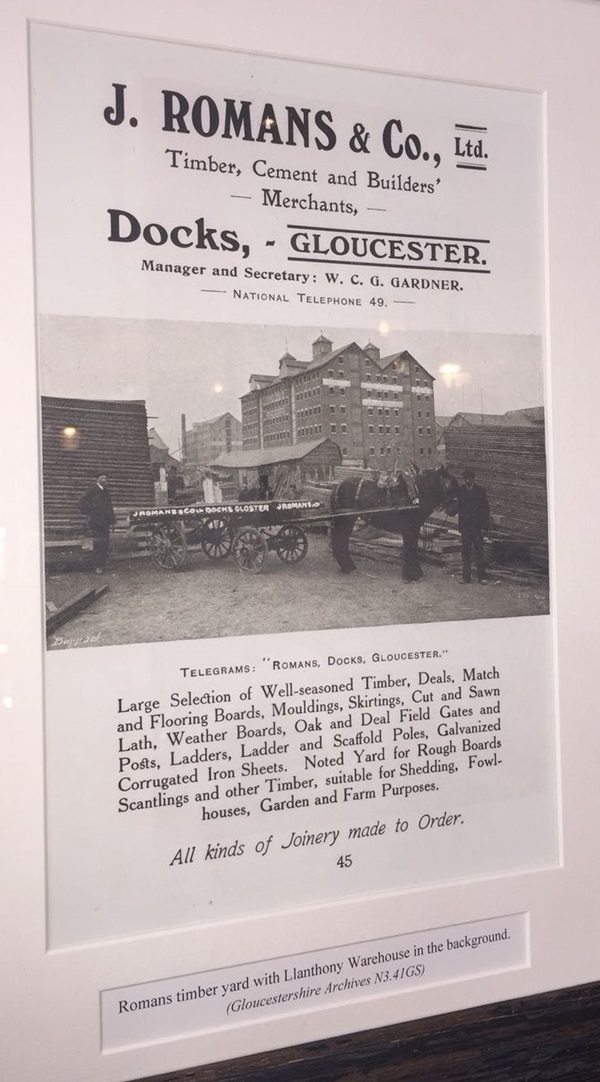 J. ROMANS & Co., Ltd.
Timber, Cement and Builders'
— Merchants, —
Docks, - GLOUCESTER.
Manager and Secretary: W. C. G. GARDNER.
— NATIONAL TELEPHONE 49. —
J ROMANS & CO LD DOCKS GLOSTER J ROMANS
TELEGRAMS: "ROMANS, DOCKS, GLOUCESTER."
Large Selection of Well-seasoned Timber, Deals, Match
and Flooring Boards, Mouldings, Skirtings, Cut and Sawn
Lath, Weather Boards, Oak and Deal Field Gates and
Posts, Ladders, Ladder and Scaffold Poles, Galvanized
Corrugated Iron Sheets. Noted Yard for Rough Boards
Scantlings and other Timber, suitable for Shedding, Fowl-
houses, Garden and Farm Purposes.
All kinds of Joinery made to Order.
45
Romans timber yard with Llanthony Warehouse in the background.
(Gloucestershire Archives N3.41GS)